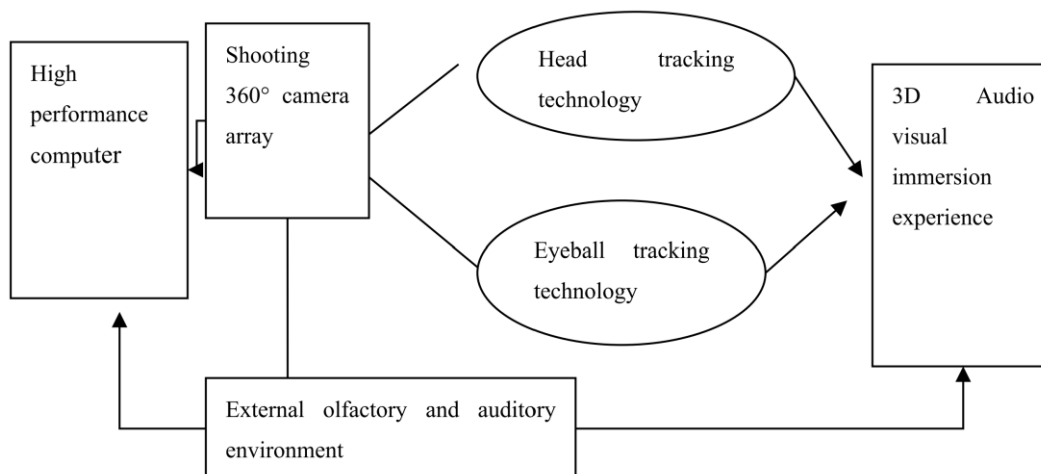 High
performance
computer
Shooting
360° camera
array
Head tracking
technology
Eyeball tracking
technology
3D Audio
visual
immersion
experience
External olfactory and auditory
environment